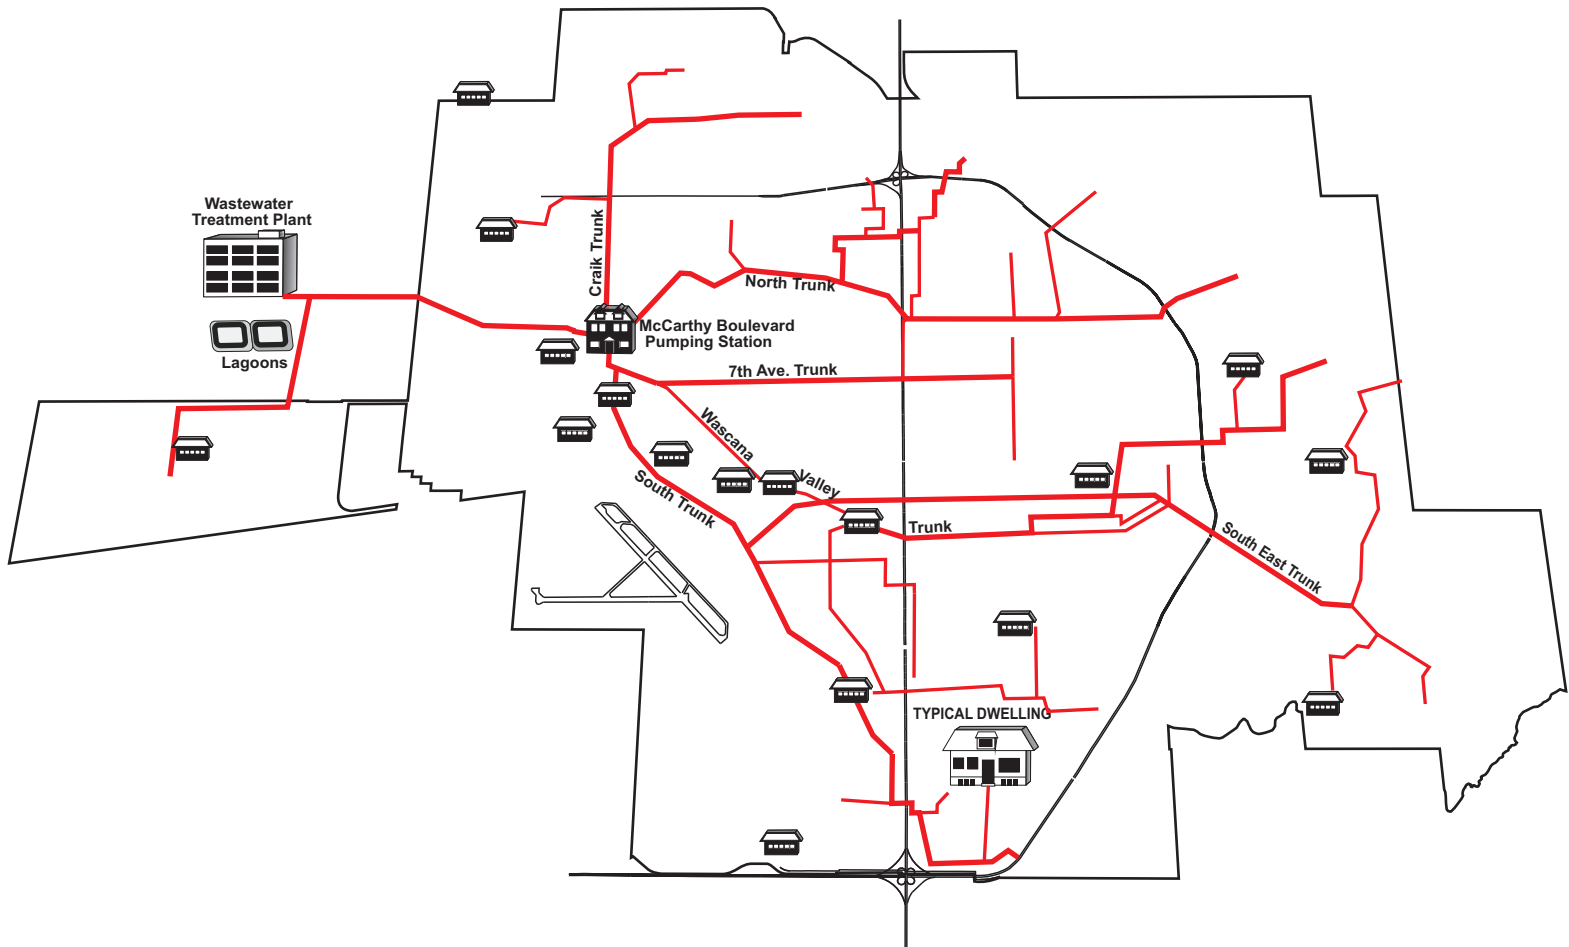 Wastewater
Treatment Plant
Craik Trunk
North Trunk
McCarthy Boulevard
Pumping Station
Lagoons
7th Ave. Trunk
Wascana
Valley
Trunk
South Trunk
South East Trunk
TYPICAL DWELLING